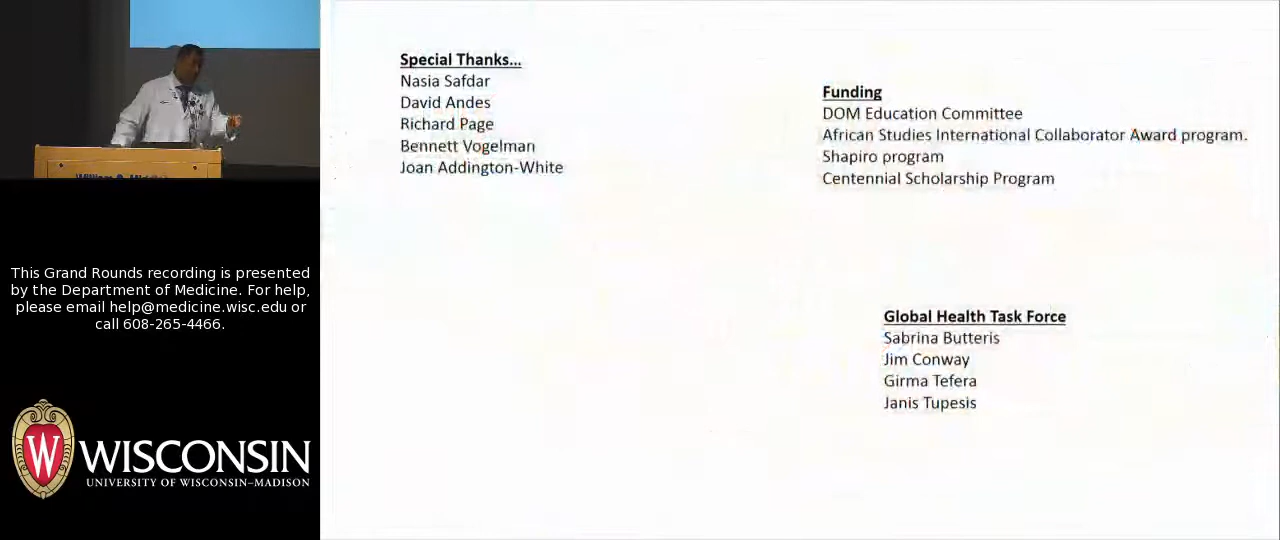 This Grand Rounds recording is presented
by the Department of Medicine. For help,
please email help@medicine.wisc.edu or
call 608-265-4466.
W
WISCONSIN
UNIVERSITY OF WISCONSIN–MADISON
Special Thanks...
Nasia Safdar
David Andes
Richard Page
Bennett Vogelman
Joan Addington-White
Funding
DOM Education Committee
African Studies International Collaborator Award program.
Shapiro program
Centennial Scholarship Program
Global Health Task Force
Sabrina Butteris
Jim Conway
Girma Tefera
Janis Tupesis